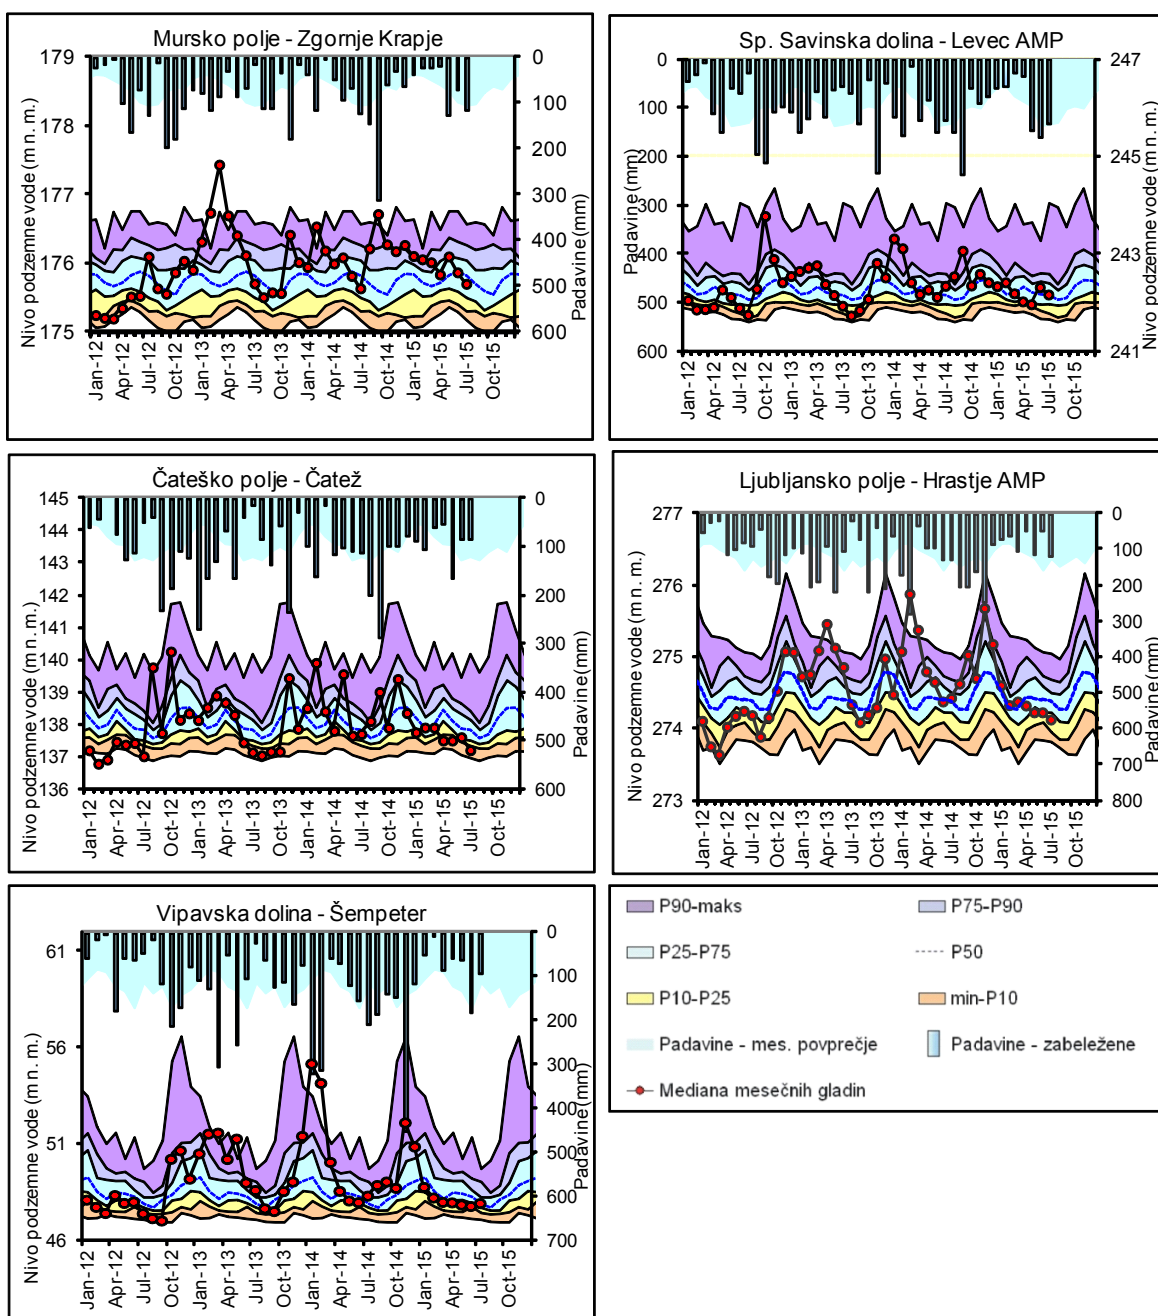 Mursko polje - Zgornje Krapje
Nivo podzemne vode (m n. m.)
179
178
177
176
175
0
100
200
300
400
500
600
Padavine (mm)
Jan-12
Apr-12
Jul-12
Oct-12
Jan-13
Apr-13
Jul-13
Oct-13
Jan-14
Apr-14
Jul-14
Oct-14
Jan-15
Apr-15
Jul-15
Oct-15
Sp. Savinska dolina - Levec AMP
Padavine (mm)
0
100
200
300
400
500
600
247
245
243
241
Nivo podzemne vode (m n. m.)
Jan-12
Apr-12
Jul-12
Oct-12
Jan-13
Apr-13
Jul-13
Oct-13
Jan-14
Apr-14
Jul-14
Oct-14
Jan-15
Apr-15
Jul-15
Oct-15
Čateško polje - Čatež
Nivo podzemne vode (m n. m.)
145
144
143
142
141
140
139
138
137
136
0
100
200
300
400
500
600
Padavine (mm)
Jan-12
Apr-12
Jul-12
Oct-12
Jan-13
Apr-13
Jul-13
Oct-13
Jan-14
Apr-14
Jul-14
Oct-14
Jan-15
Apr-15
Jul-15
Oct-15
Ljubljansko polje - Hrastje AMP
Nivo podzemne vode (m n. m.)
277
276
275
274
273
0
100
200
300
400
500
600
700
800
Padavine (mm)
Jan-12
Apr-12
Jul-12
Oct-12
Jan-13
Apr-13
Jul-13
Oct-13
Jan-14
Apr-14
Jul-14
Oct-14
Jan-15
Apr-15
Jul-15
Oct-15
Vipavska dolina - Šempeter
Nivo podzemne vode (m n. m.)
61
56
51
46
0
100
200
300
400
500
600
700
Padavine (mm)
Jan-12
Apr-12
Jul-12
Oct-12
Jan-13
Apr-13
Jul-13
Oct-13
Jan-14
Apr-14
Jul-14
Oct-14
Jan-15
Apr-15
Jul-15
Oct-15
P90-maks
P75-P90
P25-P75
P50
P10-P25
min-P10
Padavine - mes. povprečje
Padavine - zabeležene
Mediana mesečnih gladin